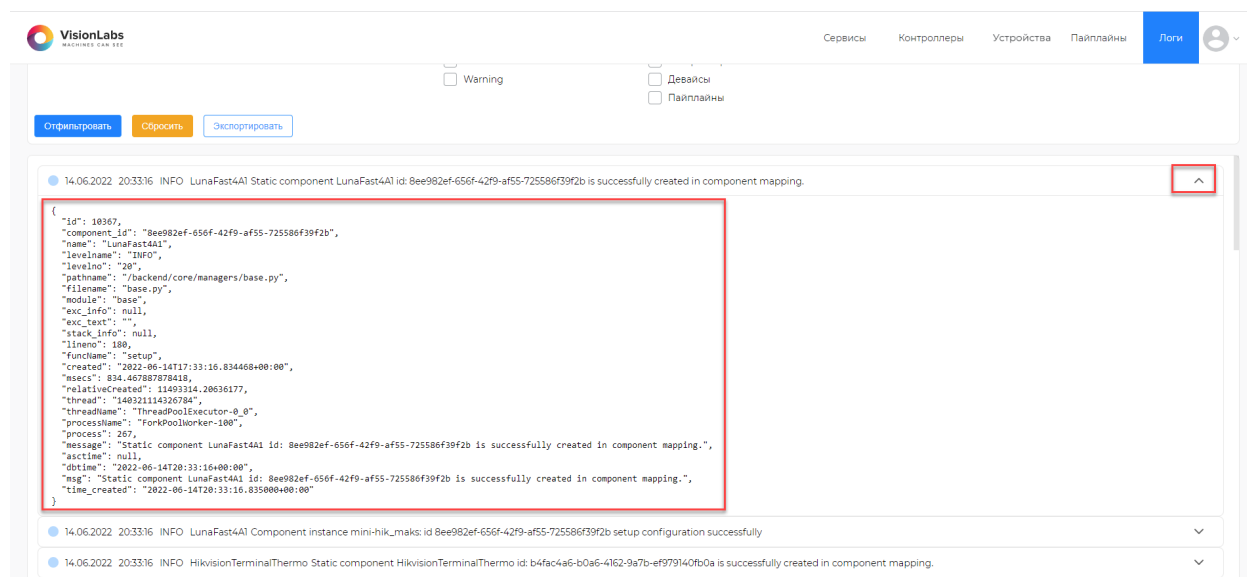 VisionLabs
MACHINES CAN SEE
Сервисы Контроллеры Устройства Пайплайны Логи
Warning Девайсы
Пайплайны
Отфильтровать Сбросить Экспортировать
14.06.2022 20:33:16 INFO LunaFast4A1 Static component LunaFast4A1 id: 8ee982ef-656f-42f9-af55-725586f39f2b is successfully created in component mapping.
{
"id": 10367,
"component_id": "8ee982ef-656f-42f9-af55-725586f39f2b",
"name": "LunaFast4A1",
"levelname": "INFO",
"levelno": "20",
"pathname": "/backend/core/managers/base.py",
"filename": "base.py",
"module": "base",
"exc_info": null,
"exc_text": "",
"stack_info": null,
"lineno": 180,
"funcName": "setup",
"created": "2022-06-14T17:33:16.834468+00:00",
"msecs": 834.467887878418,
"relativeCreated": 11493314.20636177,
"thread": "140321114326784",
"threadName": "ThreadPoolExecutor-0_0",
"processName": "ForkPoolWorker-100",
"process": 267,
"message": "Static component LunaFast4A1 id: 8ee982ef-656f-42f9-af55-725586f39f2b is successfully created in component mapping.",
"asctime": null,
"dbtime": "2022-06-14T20:33:16+00:00",
"msg": "Static component LunaFast4A1 id: 8ee982ef-656f-42f9-af55-725586f39f2b is successfully created in component mapping.",
"time_created": "2022-06-14T20:33:16.835000+00:00"
}
14.06.2022 20:33:16 INFO LunaFast4A1 Component instance mini-hik_maks: id 8ee982ef-656f-42f9-af55-725586f39f2b setup configuration successfully
14.06.2022 20:33:16 INFO HikvisionTerminalThermo Static component HikvisionTerminalThermo id: b4fac4a6-b0a6-4162-9a7b-ef979140fb0a is successfully created in component mapping.